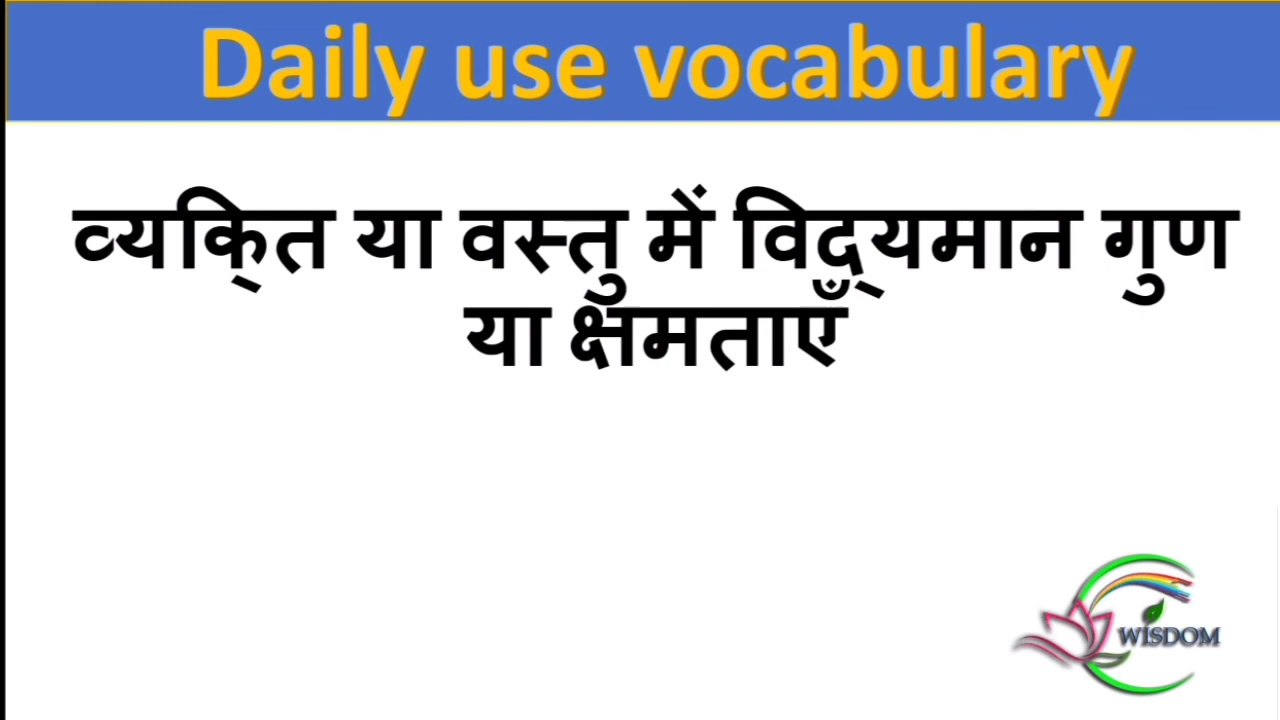 Daily use vocabulary
व्यक्ति या वस्तु में विद्यमान गुण
या क्षमताएँ
WISDOM